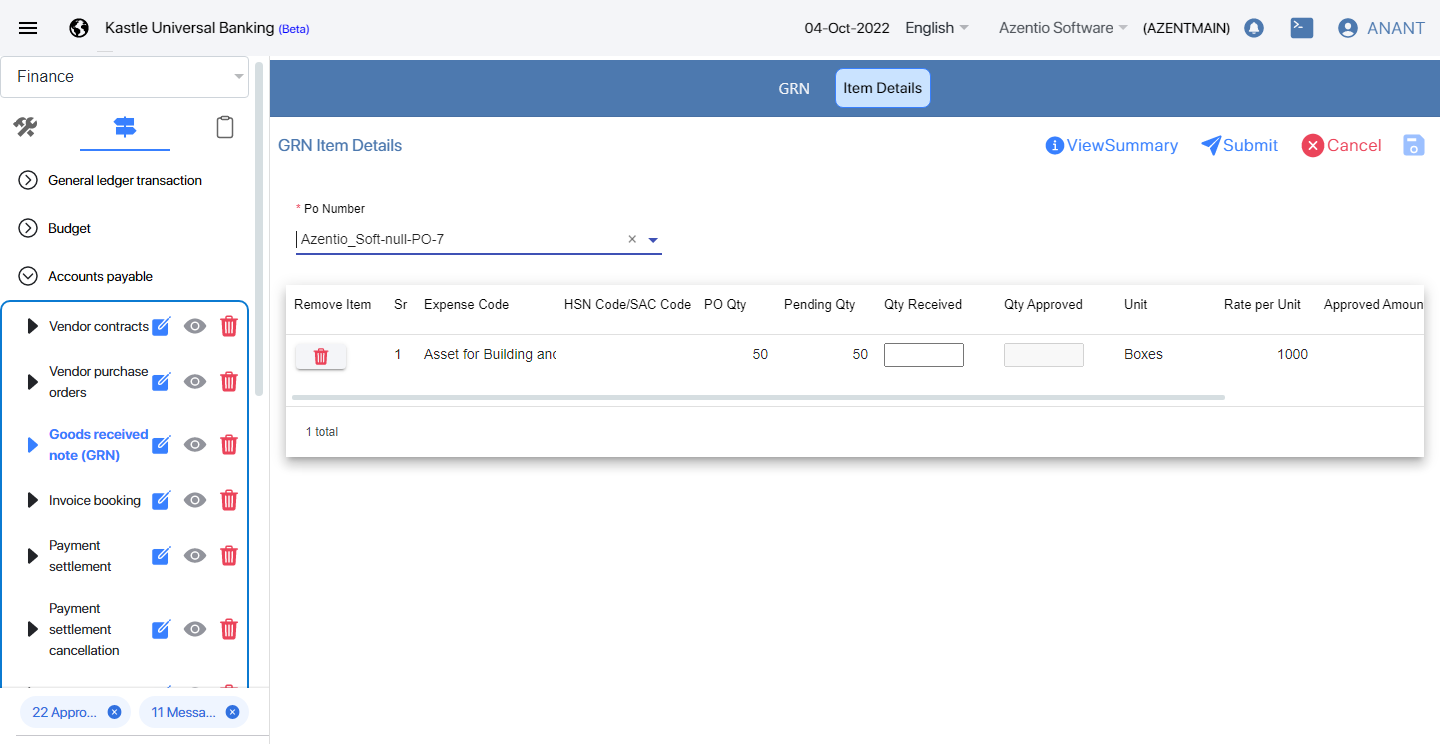 Kastle Universal Banking (Beta)
04-Oct-2022
English
Azentio Software
(AZENTMAIN)
ANANT
Finance
General ledger transaction
Budget
Accounts payable
Vendor contracts
Vendor purchase
orders
Goods received
note (GRN)
Invoice booking
Payment
settlement
Payment
settlement
cancellation
22 Appro...
11 Messa...
GRN
Item Details
GRN Item Details
ViewSummary
Submit
Cancel
* Po Number
Azentio_Soft-null-PO-7
Remove Item Sr Expense Code HSN Code/SAC Code PO Qty Pending Qty Qty Received Qty Approved Unit Rate per Unit Approved Amoun
1 Asset for Building and 50 50 Boxes 1000
1 total